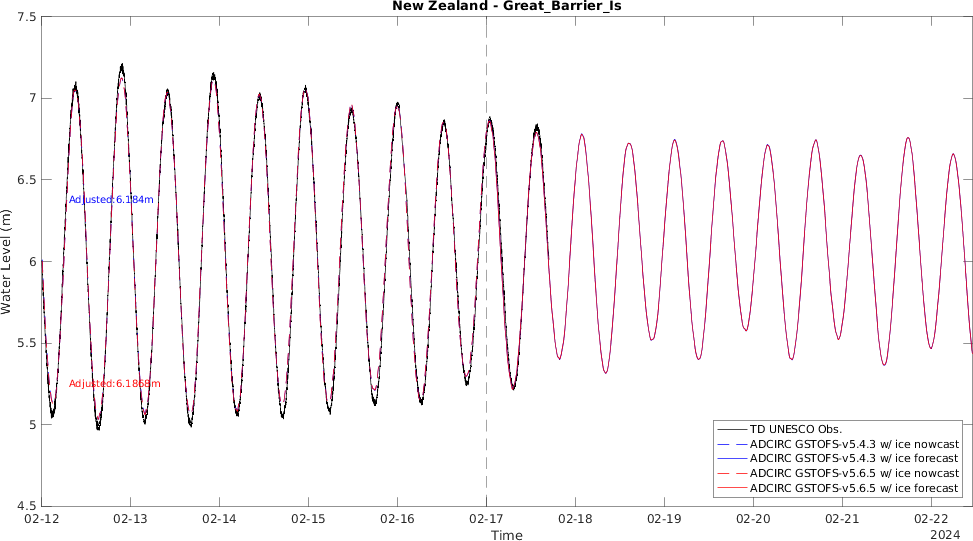 New Zealand - Great_Barrier_Is
7.5
7
6.5
6
5.5
5
4.5
Water Level (m)
Adjusted:6.184m
Adjusted:6.1868m
TD UNESCO Obs.
ADCIRC GSTOFS-v5.4.3 w/ ice nowcast
ADCIRC GSTOFS-v5.4.3 w/ ice forecast
ADCIRC GSTOFS-v5.6.5 w/ ice nowcast
ADCIRC GSTOFS-v5.6.5 w/ ice forecast
02-12 02-13 02-14 02-15 02-16 02-17 02-18 02-19 02-20 02-21 02-22
Time
2024